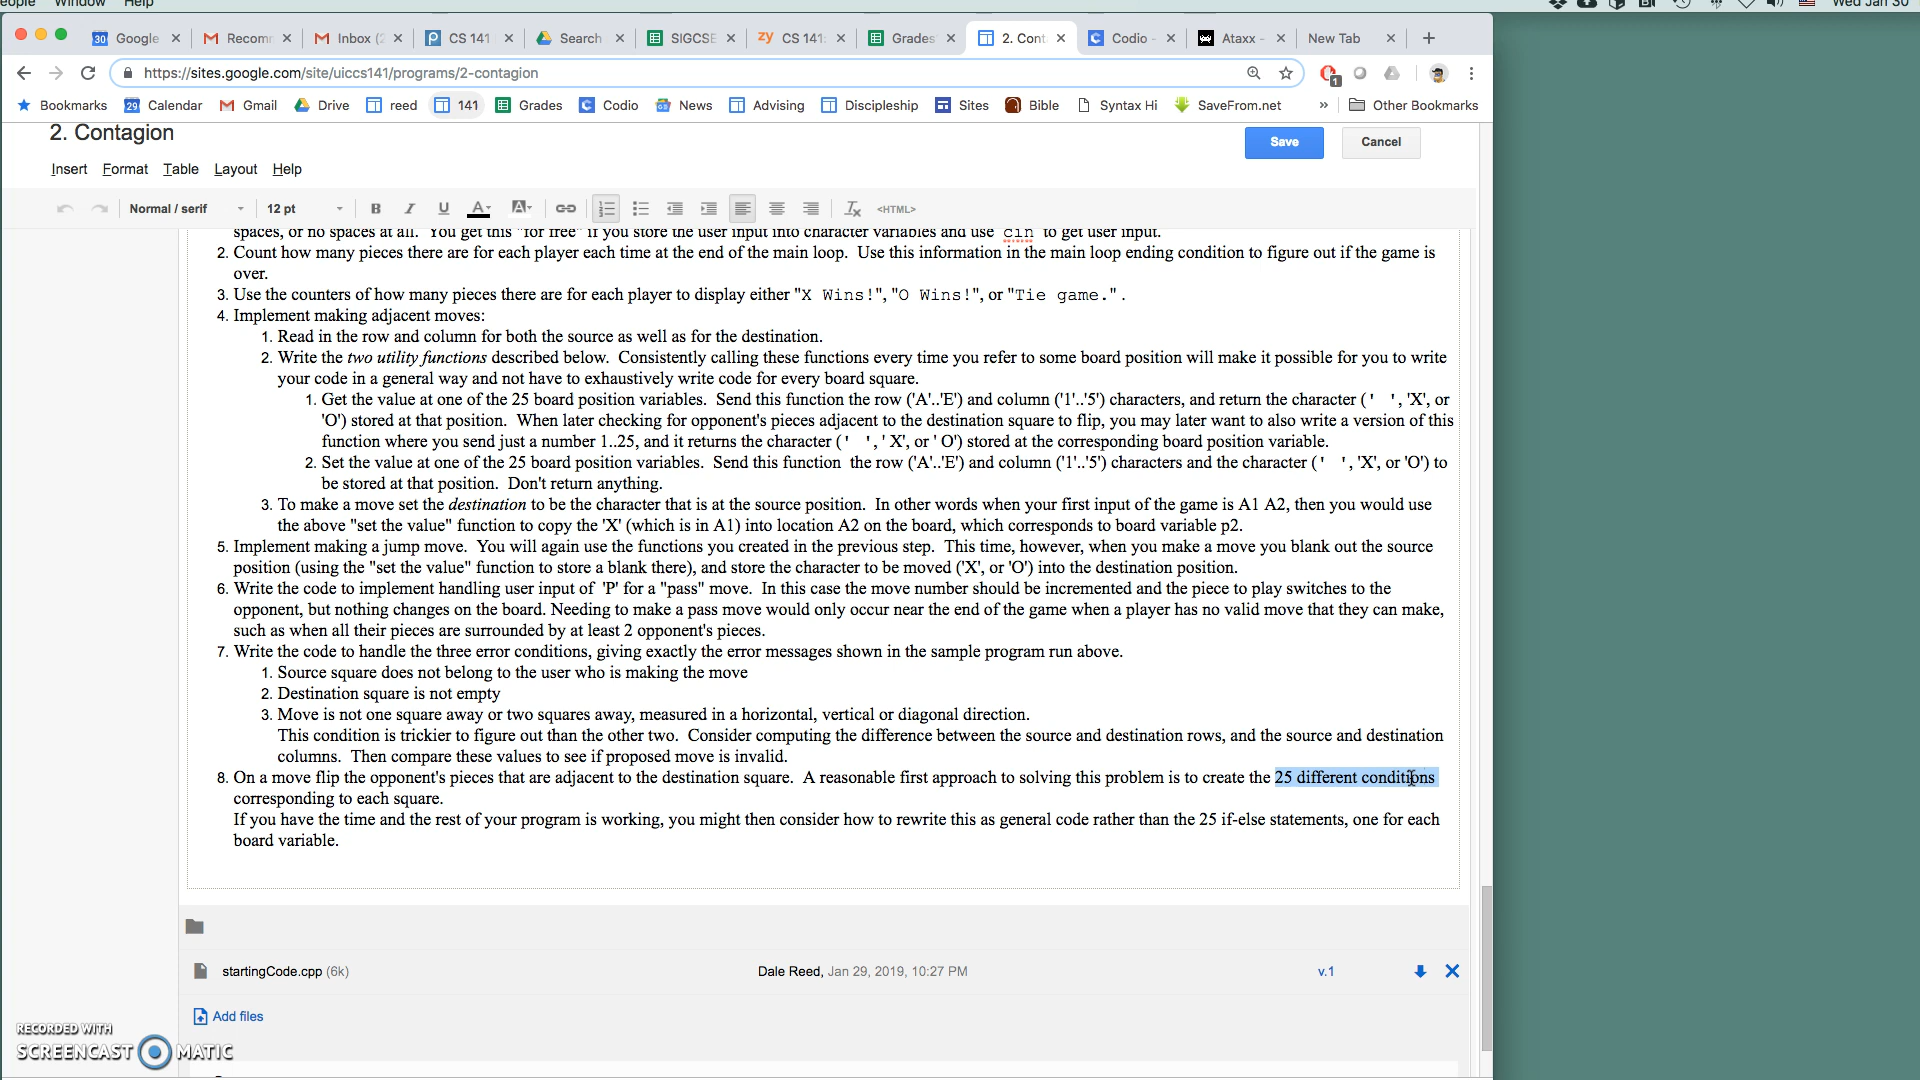 eople Window Help Wed Jan 30
Google Recom Inbox (2 CS 141 Search SIGCSE CS 141: Grades 2. Cont Codio - Ataxx - New Tab
https://sites.google.com/site/uiccs141/programs/2-contagion
Bookmarks Calendar Gmail Drive reed 141 Grades Codio News Advising Discipleship Sites Bible Syntax Hi SaveFrom.net » Other Bookmarks
2. Contagion
Save Cancel
Insert Format Table Layout Help
Normal / serif 12 pt B I U A A <HTML>
spaces, or no spaces at all. You get this "for free" if you store the user input into character variables and use cin to get user input.
2. Count how many pieces there are for each player each time at the end of the main loop. Use this information in the main loop ending condition to figure out if the game is
over.
3. Use the counters of how many pieces there are for each player to display either "X Wins!","O Wins!", or "Tie game.".
4. Implement making adjacent moves:
1. Read in the row and column for both the source as well as for the destination.
2. Write the two utility functions described below. Consistently calling these functions every time you refer to some board position will make it possible for you to write
your code in a general way and not have to exhaustively write code for every board square.
1. Get the value at one of the 25 board position variables. Send this function the row ('A'..'E') and column ('1'..'5') characters, and return the character (' ', 'X', or
'O') stored at that position. When later checking for opponent's pieces adjacent to the destination square to flip, you may later want to also write a version of this
function where you send just a number 1..25, and it returns the character (' ',' X', or ' O') stored at the corresponding board position variable.
2. Set the value at one of the 25 board position variables. Send this function the row ('A'..'E') and column ('1'..'5') characters and the character (' ', 'X', or 'O') to
be stored at that position. Don't return anything.
3. To make a move set the destination to be the character that is at the source position. In other words when your first input of the game is A1 A2, then you would use
the above "set the value" function to copy the 'X' (which is in A1) into location A2 on the board, which corresponds to board variable p2.
5. Implement making a jump move. You will again use the functions you created in the previous step. This time, however, when you make a move you blank out the source
position (using the "set the value" function to store a blank there), and store the character to be moved ('X', or 'O') into the destination position.
6. Write the code to implement handling user input of 'P' for a "pass" move. In this case the move number should be incremented and the piece to play switches to the
opponent, but nothing changes on the board. Needing to make a pass move would only occur near the end of the game when a player has no valid move that they can make,
such as when all their pieces are surrounded by at least 2 opponent's pieces.
7. Write the code to handle the three error conditions, giving exactly the error messages shown in the sample program run above.
1. Source square does not belong to the user who is making the move
2. Destination square is not empty
3. Move is not one square away or two squares away, measured in a horizontal, vertical or diagonal direction.
This condition is trickier to figure out than the other two. Consider computing the difference between the source and destination rows, and the source and destination
columns. Then compare these values to see if proposed move is invalid.
8. On a move flip the opponent's pieces that are adjacent to the destination square. A reasonable first approach to solving this problem is to create the 25 different conditions
corresponding to each square.
If you have the time and the rest of your program is working, you might then consider how to rewrite this as general code rather than the 25 if-else statements, one for each
board variable.
startingCode.cpp (6k) Dale Reed, Jan 29, 2019, 10:27 PM v.1
Add files
RECORDED WITH
SCREENCAST MATIC